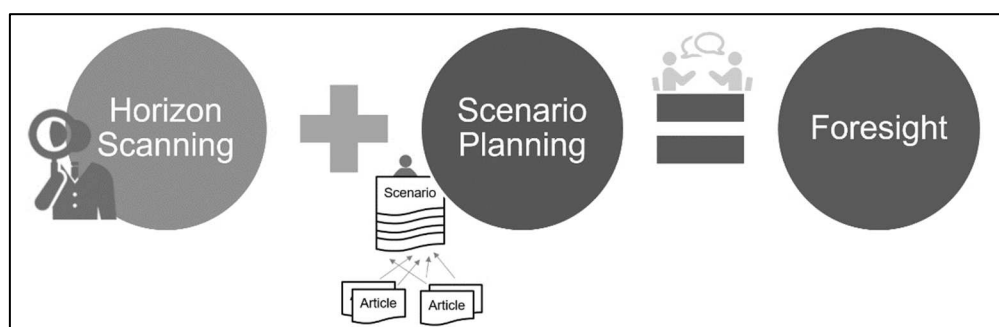 Horizon
Scanning
Scenario
Planning
Foresight
Scenario
Article
Article